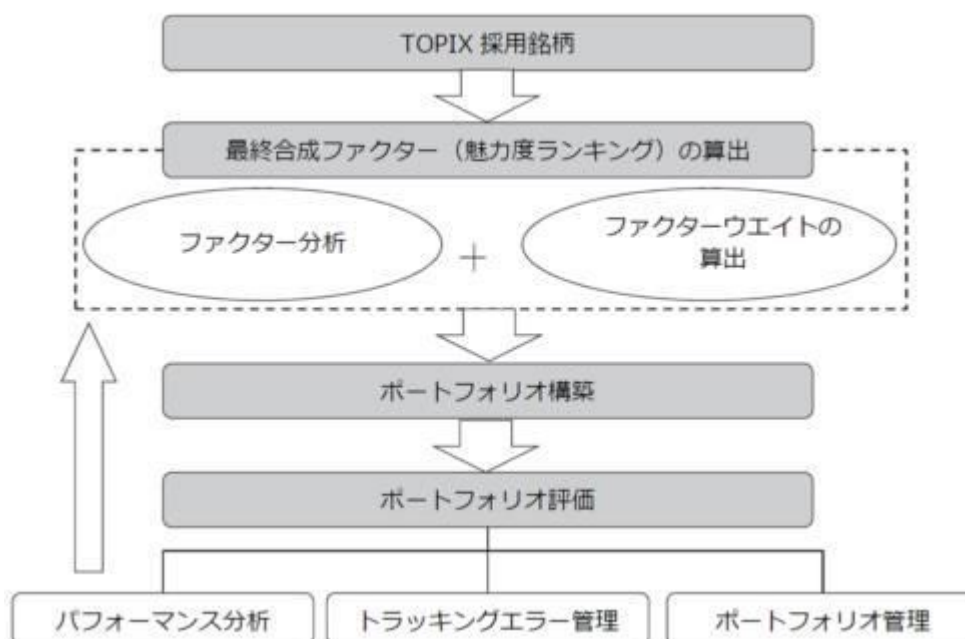 TOPIX 採用銘柄
最終合成ファクター（魅力度ランキング）の算出
ファクター分析
＋
ファクターウエイトの
算出
ポートフォリオ構築
ポートフォリオ評価
パフォーマンス分析
トラッキングエラー管理
ポートフォリオ管理